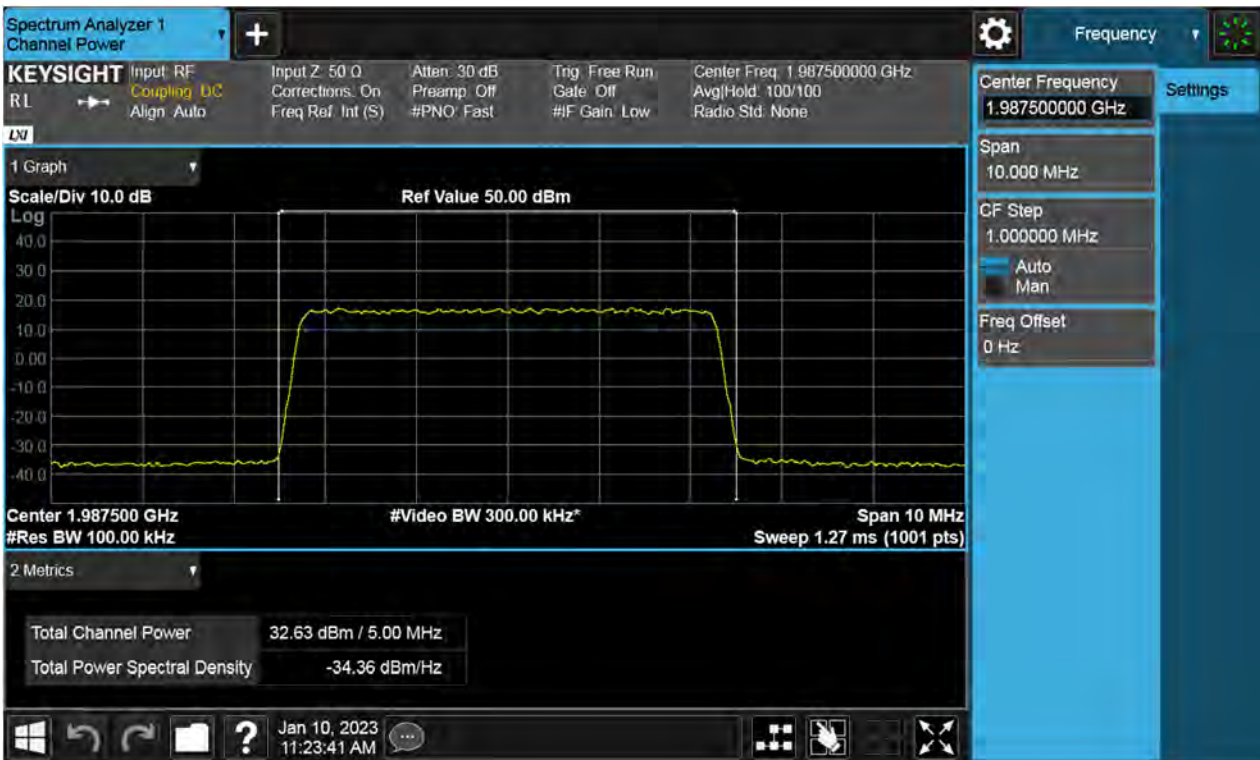 Spectrum Analyzer 1
Channel Power
+
Frequency
KEYSIGHT
RL
LXI
Input: RF
Coupling: DC
Align: Auto
Input Z: 50 Ω
Corrections: On
Freq Ref: Int (S)
Atten: 30 dB
Preamp: Off
#PNO: Fast
Trig: Free Run
Gate: Off
#IF Gain: Low
Center Freq: 1.987500000 GHz
Avg|Hold: 100/100
Radio Std: None
Center Frequency
1.987500000 GHz
Settings
Span
10.000 MHz
CF Step
1.000000 MHz
Auto
Man
Freq Offset
0 Hz
1 Graph
Scale/Div 10.0 dB
Ref Value 50.00 dBm
Log
40.0
30.0
20.0
10.0
0.00
-10.0
-20.0
-30.0
-40.0
Center 1.987500 GHz
#Video BW 300.00 kHz*
Span 10 MHz
#Res BW 100.00 kHz
Sweep 1.27 ms (1001 pts)
2 Metrics
Total Channel Power 32.63 dBm / 5.00 MHz
Total Power Spectral Density -34.36 dBm/Hz
?
Jan 10, 2023
11:23:41 AM